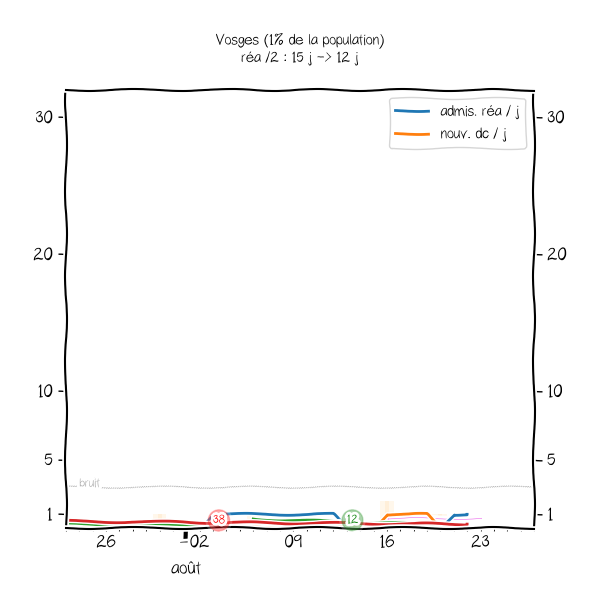 Vosges (1% de la population)
réa /2 : 15 j -> 12 j
admis. réa / j
nouv. dc / j
30 30
20 20
10 10
5 5
bruit
1 38 12 1
26 02 09 16 23
août